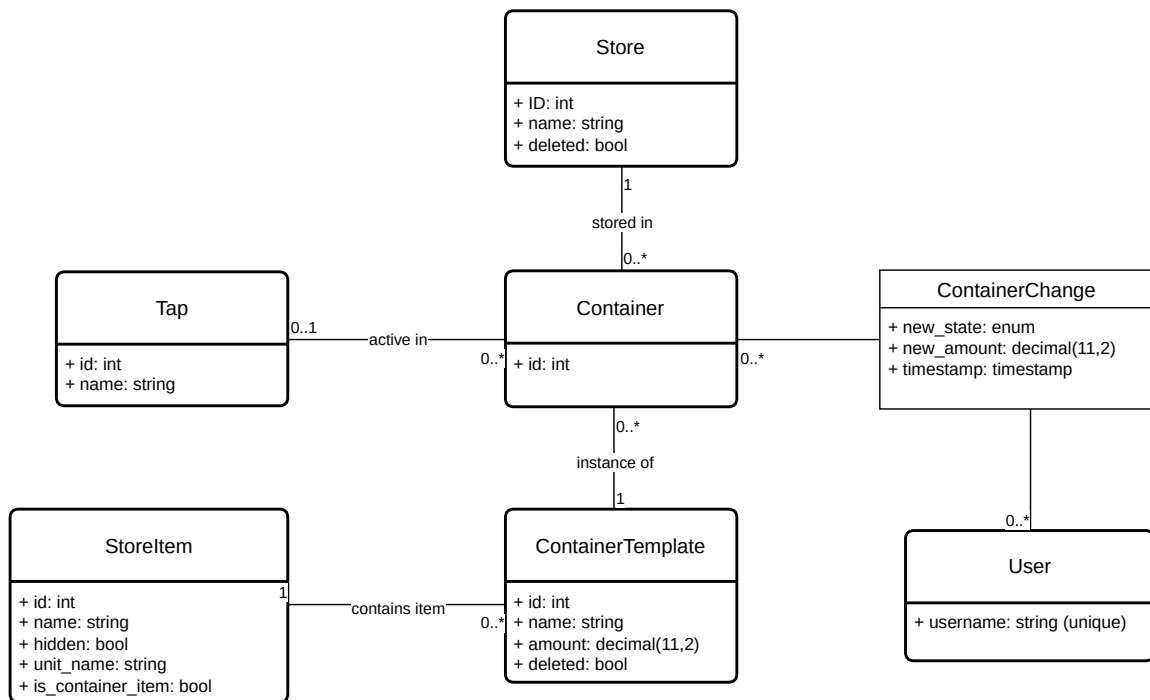 Store
+ ID: int
+ name: string
+ deleted: bool
1
stored in
0..*
Tap
+ id: int
+ name: string
0..1
active in
0..*
Container
+ id: int
0..*
ContainerChange
+ new_state: enum
+ new_amount: decimal(11,2)
+ timestamp: timestamp
0..*
instance of
1
StoreItem
+ id: int
+ name: string
+ hidden: bool
+ unit_name: string
+ is_container_item: bool
1
contains item
0..*
ContainerTemplate
+ id: int
+ name: string
+ amount: decimal(11,2)
+ deleted: bool
0..*
User
+ username: string (unique)